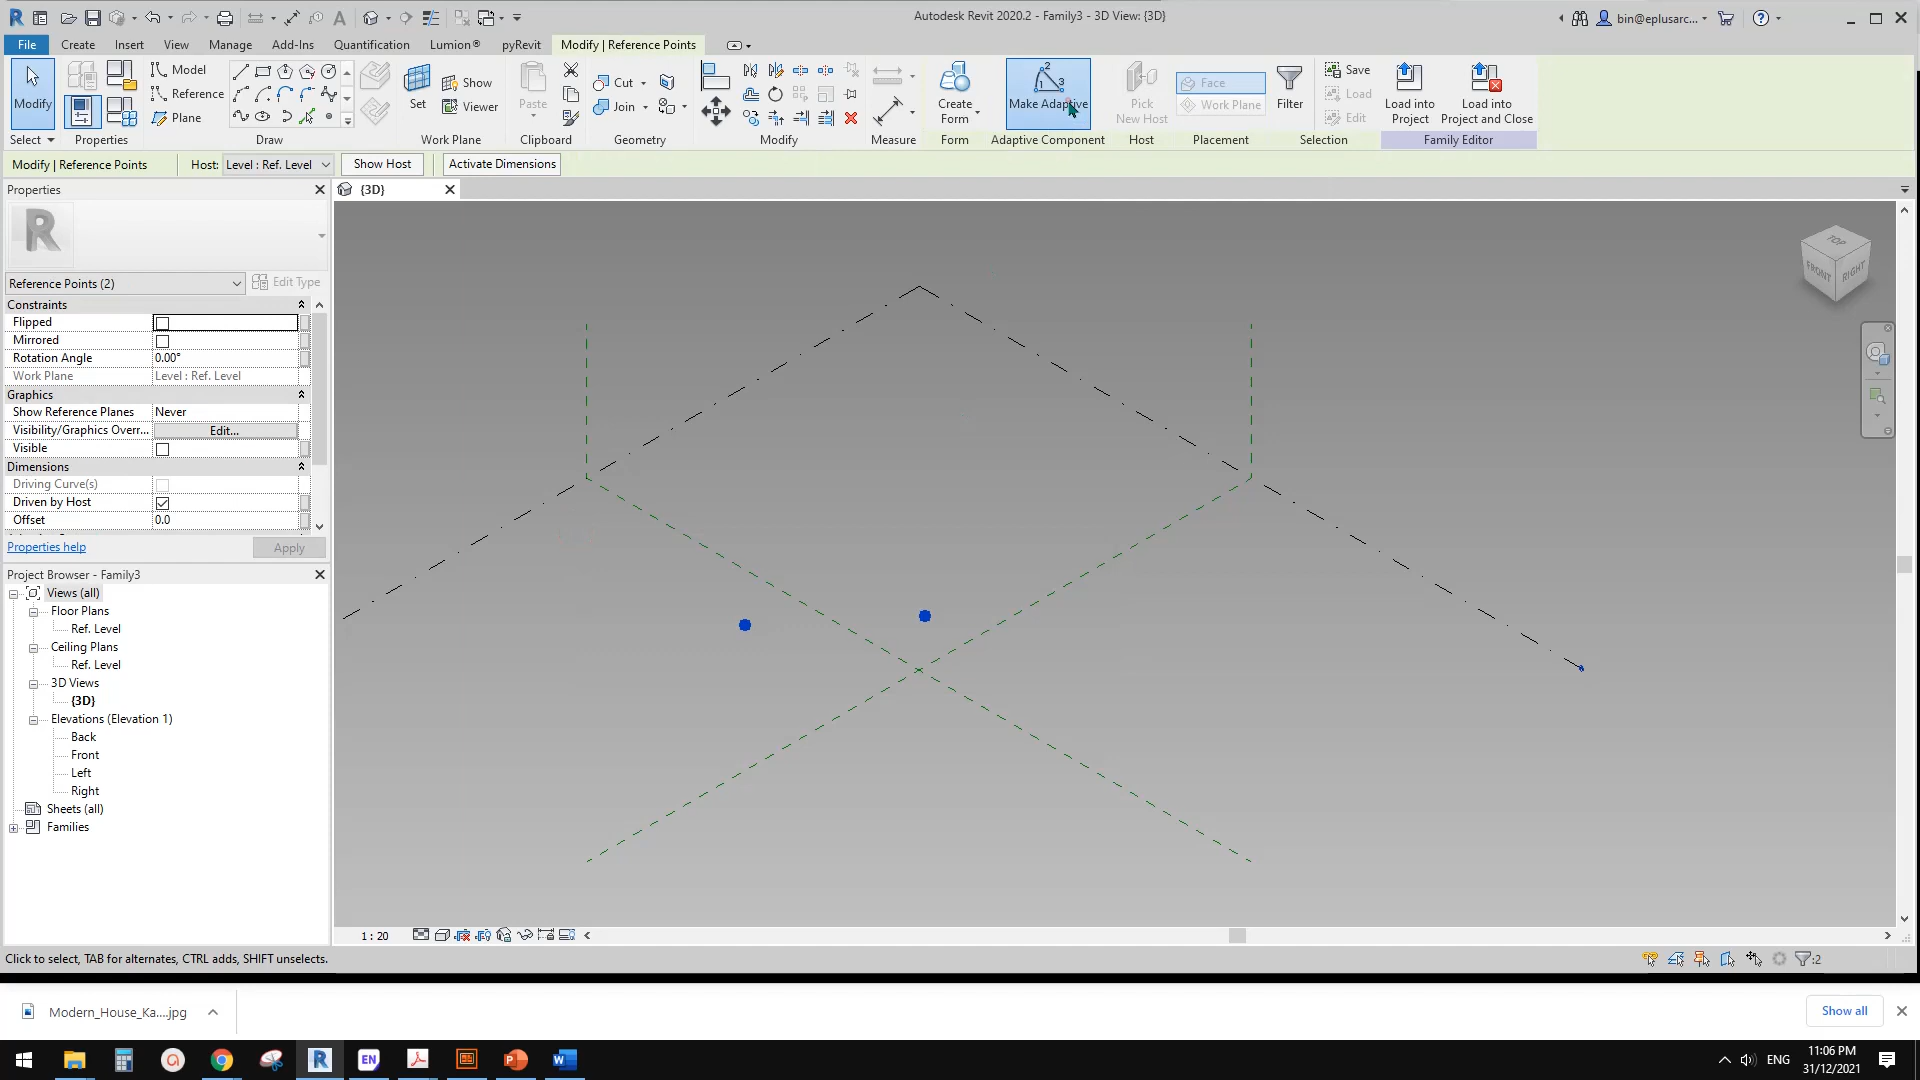 Autodesk Revit 2020.2 - Family3 - 3D View: {3D}
bin@eplusarc...
File Create Insert View Manage Add-Ins Quantification Lumion® pyRevit Modify | Reference Points
Modify
Select
Properties
Model
Reference
Plane
Draw
Set
Show
Viewer
Work Plane
Paste
Clipboard
Cut
Join
Geometry
Modify
Measure
Create
Form
Form
Make Adaptive
Adaptive Component
Pick
New Host
Host
Face
Work Plane
Placement
Filter
Save
Load
Edit
Selection
Load into
Project
Load into
Project and Close
Family Editor
Modify | Reference Points Host: Level : Ref. Level Show Host Activate Dimensions
Properties
{3D}
R
Reference Points (2) Edit Type
Constraints
Flipped
Mirrored
Rotation Angle 0.00°
Work Plane Level : Ref. Level
Graphics
Show Reference Planes Never
Visibility/Graphics Overr... Edit...
Visible
Dimensions
Driving Curve(s)
Driven by Host
Offset 0.0
Properties help Apply
Project Browser - Family3
Views (all)
Floor Plans
Ref. Level
Ceiling Plans
Ref. Level
3D Views
{3D}
Elevations (Elevation 1)
Back
Front
Left
Right
Sheets (all)
Families
TOP
FRONT
RIGHT
1 : 20
Click to select, TAB for alternates, CTRL adds, SHIFT unselects.
:2
Modern_House_Ka....jpg
Show all
EN
ENG
11:06 PM
31/12/2021